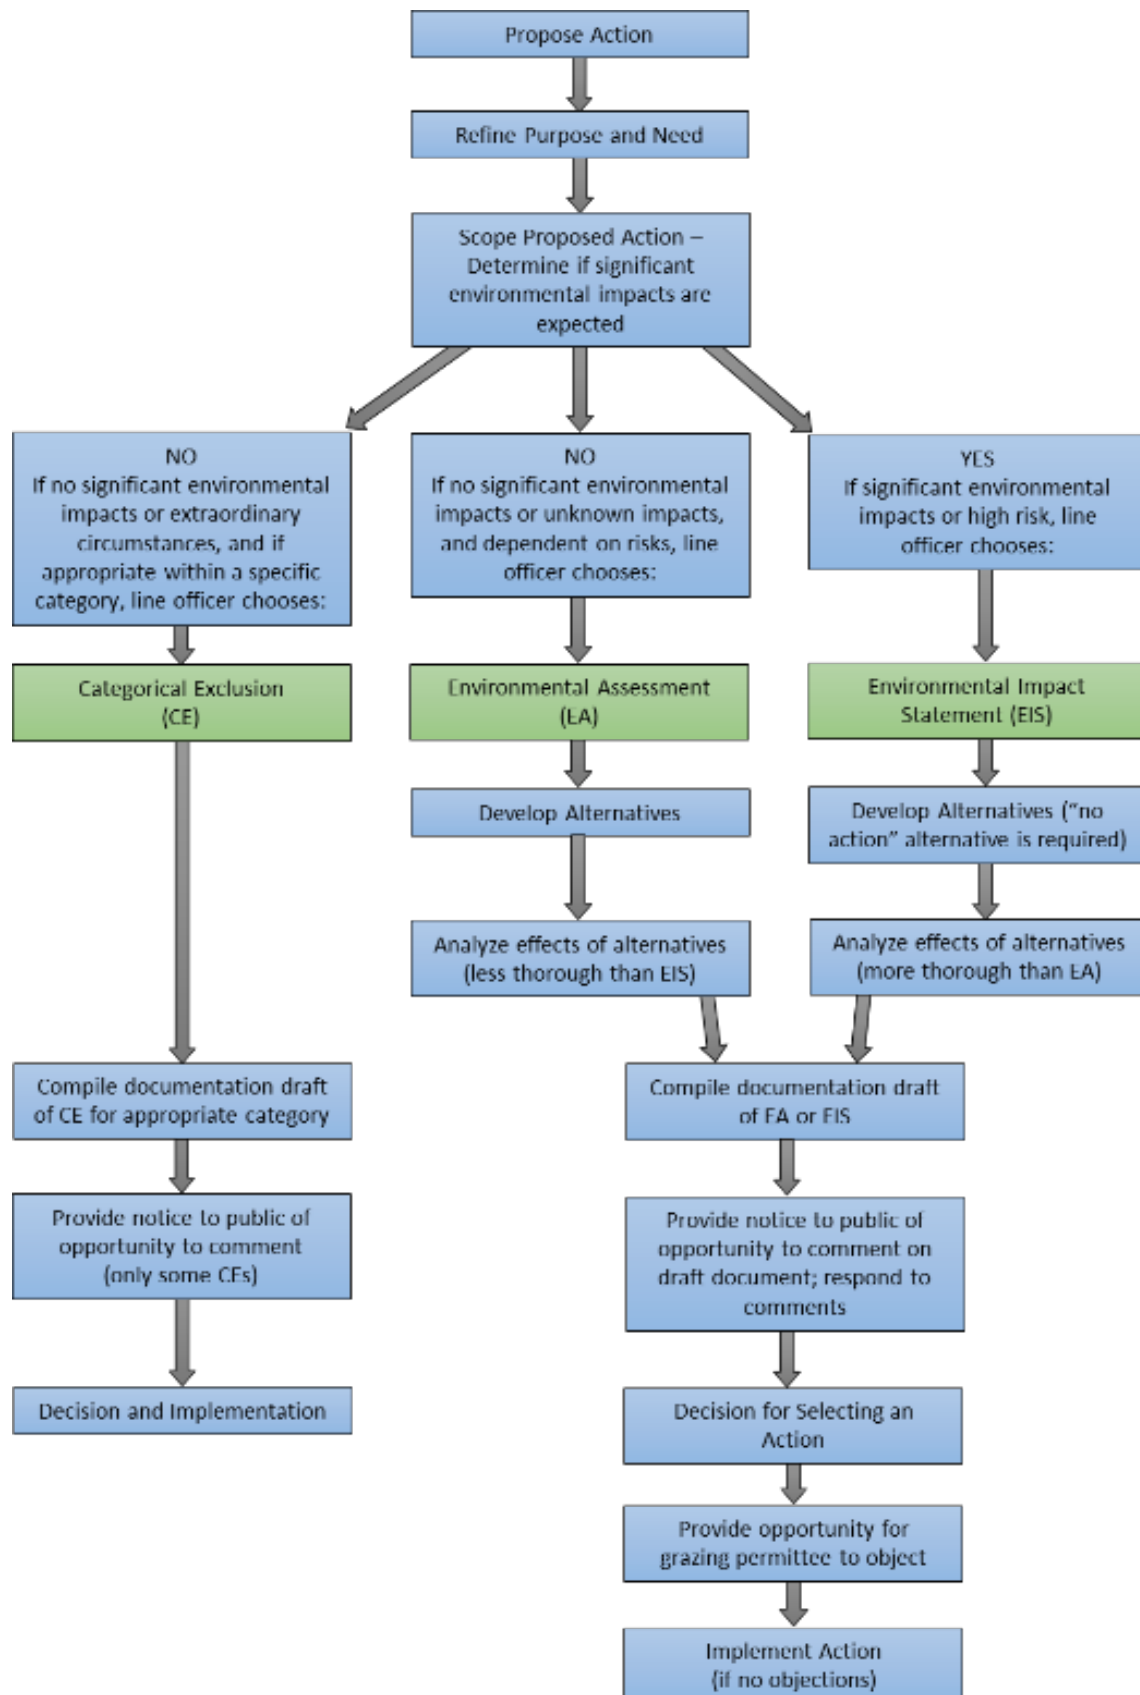 Propose Action
Refine Purpose and Need
Scope Proposed Action –
Determine if significant
environmental impacts are
expected
NO
If no significant environmental
impacts or extraordinary
circumstances, and if
appropriate within a specific
category, line officer chooses:
NO
If no significant environmental
impacts or unknown impacts,
and dependent on risks, line
officer chooses:
YES
If significant environmental
impacts or high risk, line
officer chooses:
Categorical Exclusion
(CE)
Environmental Assessment
(EA)
Environmental Impact
Statement (EIS)
Develop Alternatives
Develop Alternatives (“no
action” alternative is required)
Analyze effects of alternatives
(less thorough than EIS)
Analyze effects of alternatives
(more thorough than EA)
Compile documentation draft
of CE for appropriate category
Compile documentation draft
of EA or EIS
Provide notice to public of
opportunity to comment
(only some CEs)
Provide notice to public of
opportunity to comment on
draft document; respond to
comments
Decision and Implementation
Decision for Selecting an
Action
Provide opportunity for
grazing permittee to object
Implement Action
(if no objections)